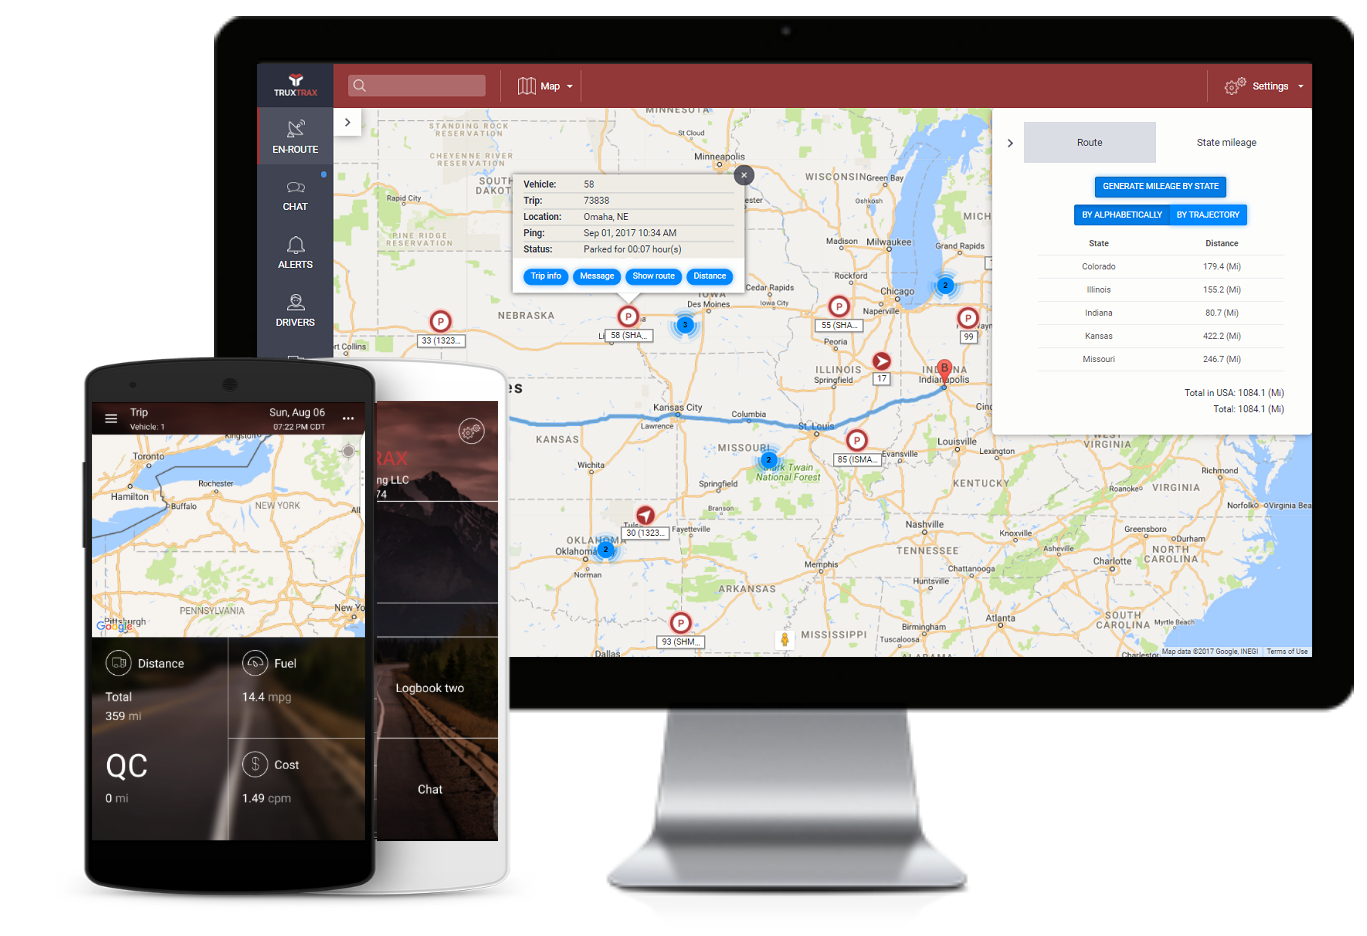 TRUXTRAX
Map
Settings
EN-ROUTE
CHAT
ALERTS
DRIVERS
Vehicle: 58
Trip: 73838
Location: Omaha, NE
Ping: Sep 01, 2017 10:34 AM
Status: Parked for 00:07 hour(s)
Trip info Message Show route Distance
Route State mileage
GENERATE MILEAGE BY STATE
BY ALPHABETICALLY BY TRAJECTORY
State Distance
Colorado 179.4 (Mi)
Illinois 155.2 (Mi)
Indiana 80.7 (Mi)
Kansas 422.2 (Mi)
Missouri 246.7 (Mi)
Total in USA: 1084.1 (Mi)
Total: 1084.1 (Mi)
MINNESOTA
STANDING ROCK
RESERVATION
St Cloud
CHEYENNE RIVER
RESERVATION
Minneapolis
SOUTH
DAKOT
WISCONSIN
Green Bay
Rapid City
ester
Oshkosh
MICH
PINE RIDGE
RESERVATION
Madison
Milwaukee
Grand Rapids
Rockford
Cedar Rapids
Chicago
2
IOWA
Des Moines
Iowa City
Naperville
NEBRASKA
P
33 (1323...
P
58 (SHA...
3
P
55 (SHA...
P
99
ayn
rt Collins
Peoria
ILLINOIS
Springfield
17
INDIANA
B
Indianapolis
es
Kansas City
Lawrence
Columbia
St. Louis
Cinc
KANSAS
MISSOURI
P
85 (ISMA...
Evansville
Louisville
Lexington
WEST
VIRGINIA
Wichita
2
Mark Twain
National Forest
Springfield
KENTUCKY
Richmond
Roanoke
VIRGINIA
Norfolk
Virginia Bea
Branson
30 (1323...
Fayetteville
OKLAHOMA
Oklahoma
2
Norman
Nashville
Knoxville
Greensboro
Durham
TENNESSEE
Asheville
Charlotte
NORTH
CAROLINA
Memphis
Chattanooga
Huntsville
ARKANSAS
P
93 (SHM...
Dallas
MISSISSIPPI
Birmingham
Tuscaloosa
ALABAMA
Atlanta
SOUTH
CAROLINA
Myrtle Beach
Charleston
Map data ©2017 Google, INEGI Terms of Use
Trip
Vehicle: 1
Sun, Aug 06
07:22 PM CDT
Kingston
Toronto
Hamilton
Rochester
Buffalo
NEW YORK
Al
PENNSYLVANIA
New Yo
Pittsburgh
Google
Distance
Total
359 mi
QC
0 mi
Fuel
14.4 mpg
Cost
$
1.49 cpm
RAX
ng LLC
74
Logbook two
Chat